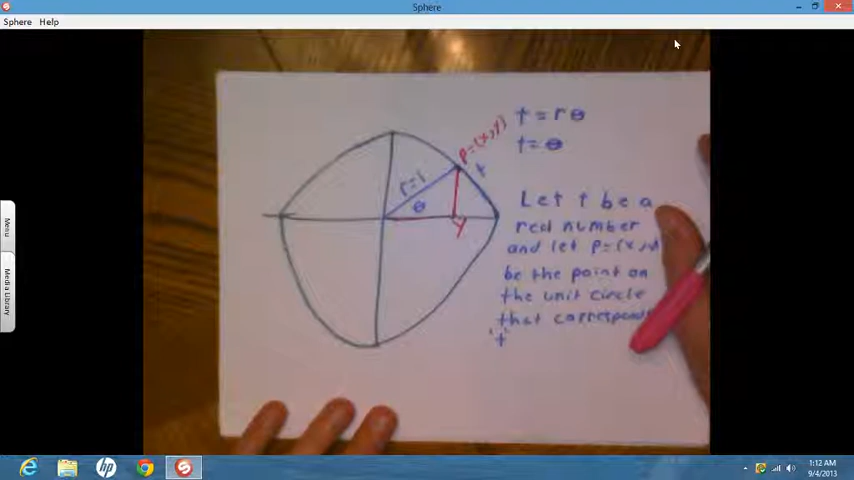 Sphere
Sphere Help
Menu
Media Library
P=(x,y)
t = rθ
t = θ
r=1
t
θ
y
Let t be a
real number
and let P=(x,y)
be the point on
the unit circle
that corresponds
't'
1:12 AM
9/4/2013